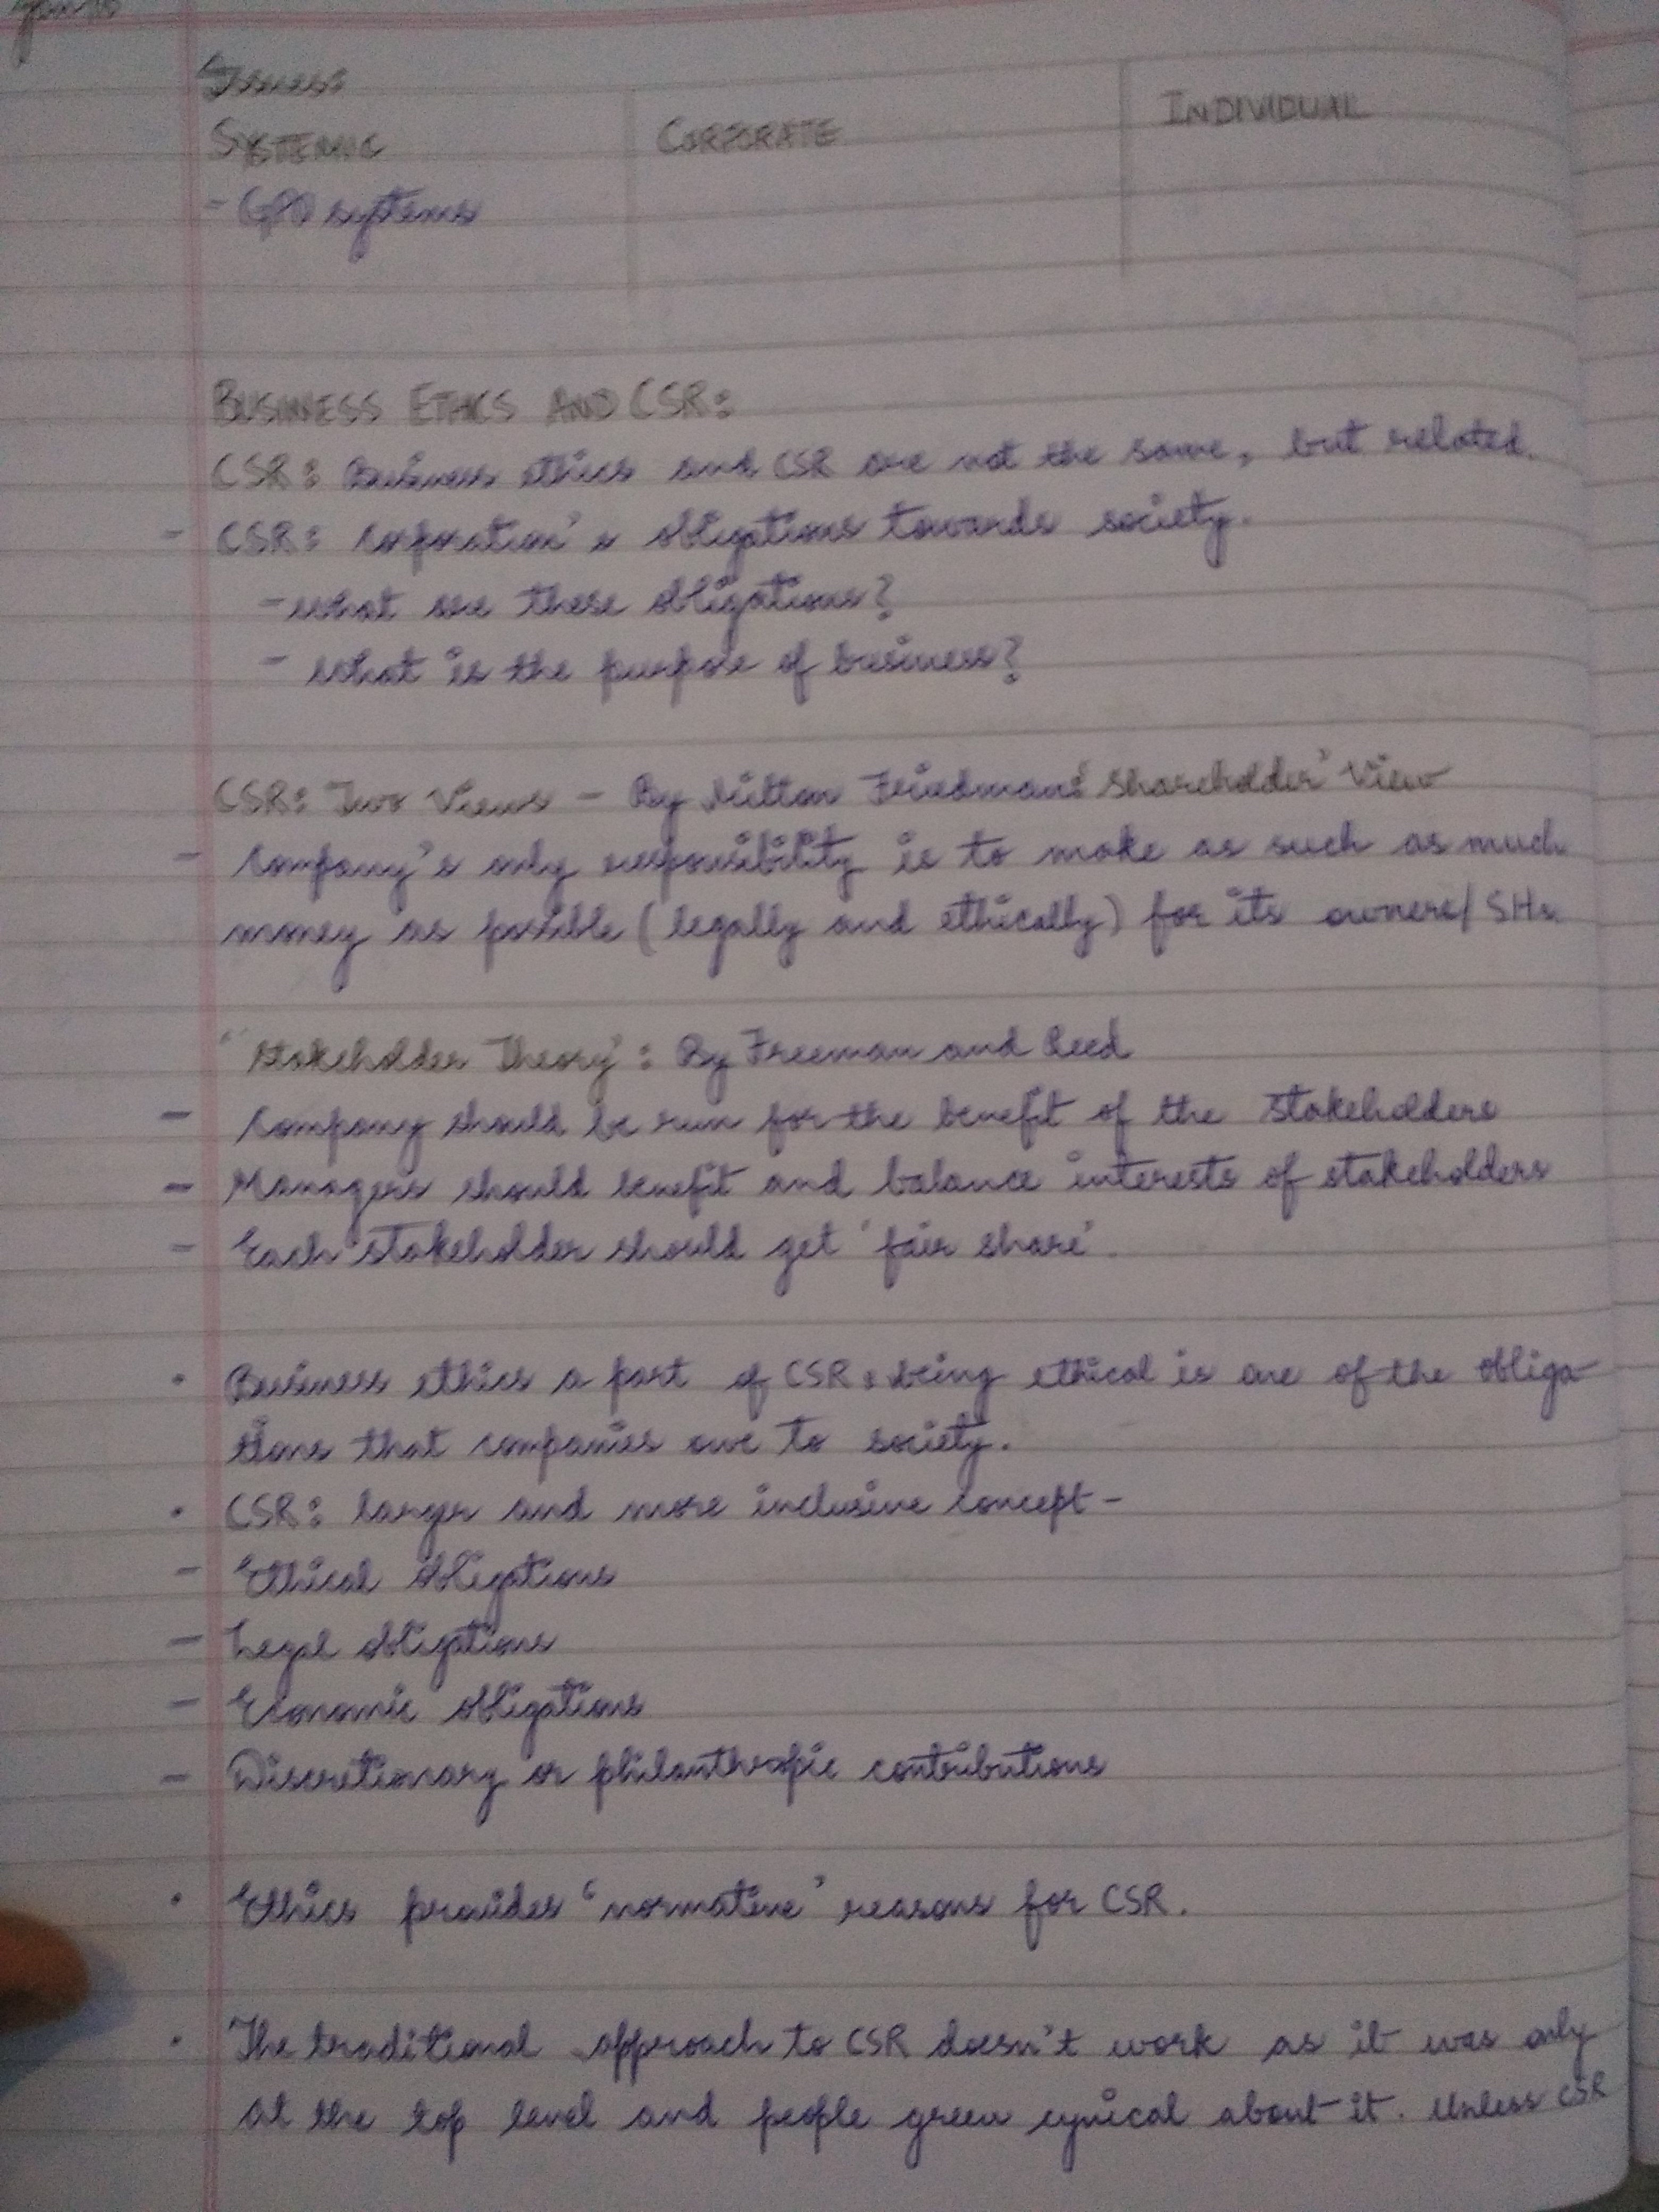 Issues:
SYSTEMIC CORPORATE INDIVIDUAL
- systems
BUSINESS ETHICS AND CSR:
CSR: Business ethics and CSR are not the same, but related.
- CSR: Corporation's obligations towards society.
- what are these obligations?
- What is the purpose of business?
CSR: Two Views - By Milton Friedman: 'Shareholder' View
- Company's only responsibility is to make as such as much
money as possible (legally and ethically) for its owners/SHs.
'Stakeholder Theory': By Freeman and Reed
- Company should be run for the benefit of the stakeholders
- Managers should benefit and balance interests of stakeholders
- Each stakeholder should get 'fair share'.
• Business ethics a part of CSR: being ethical is one of the obliga-
tions that companies owe to society.
• CSR: larger and more inclusive concept -
- Ethical obligations
- Legal obligations
- Economic obligations
- Discretionary or philanthropic contributions
• Ethics provides 'normative' reasons for CSR.
• The traditional approach to CSR doesn't work as it was only
at the top level and people grew cynical about it. Unless CSR